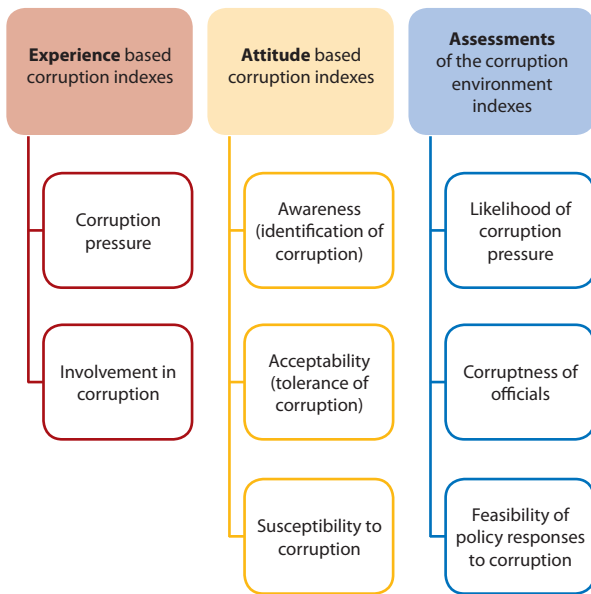 Experience based
corruption indexes
Corruption
pressure
Involvement in
corruption
Attitude based
corruption indexes
Awareness
(identification of
corruption)
Acceptability
(tolerance of
corruption)
Susceptibility to
corruption
Assessments
of the corruption
environment
indexes
Likelihood of
corruption
pressure
Corruptness of
officials
Feasibility of
policy responses
to corruption